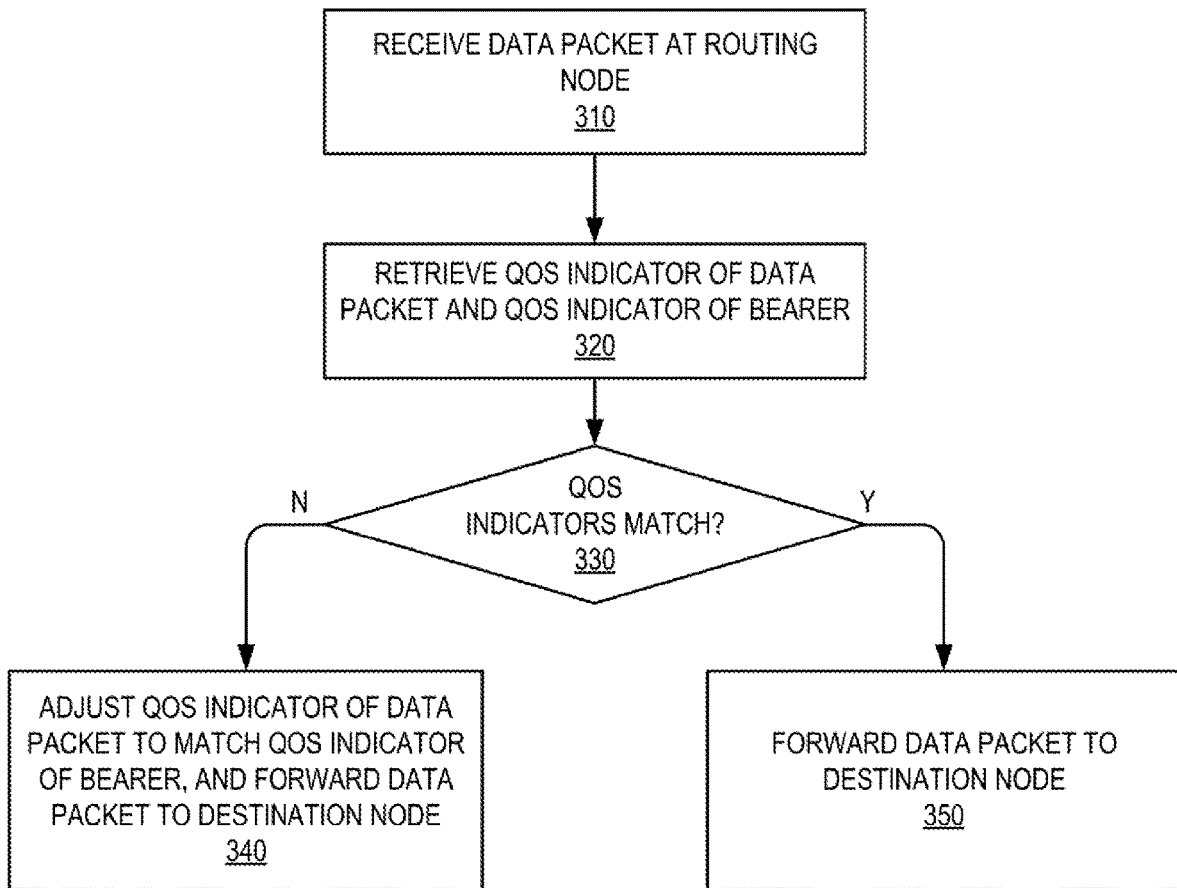 RECEIVE DATA PACKET AT ROUTING
NODE
310
RETRIEVE QOS INDICATOR OF DATA
PACKET AND QOS INDICATOR OF BEARER
320
QOS
INDICATORS MATCH?
330
N
Y
ADJUST QOS INDICATOR OF DATA
PACKET TO MATCH QOS INDICATOR
OF BEARER, AND FORWARD DATA
PACKET TO DESTINATION NODE
340
FORWARD DATA PACKET TO
DESTINATION NODE
350